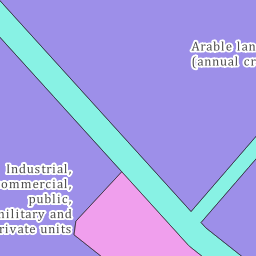 Arable lan
(annual cr
Industrial,
ommercial,
public,
military and
rivate units